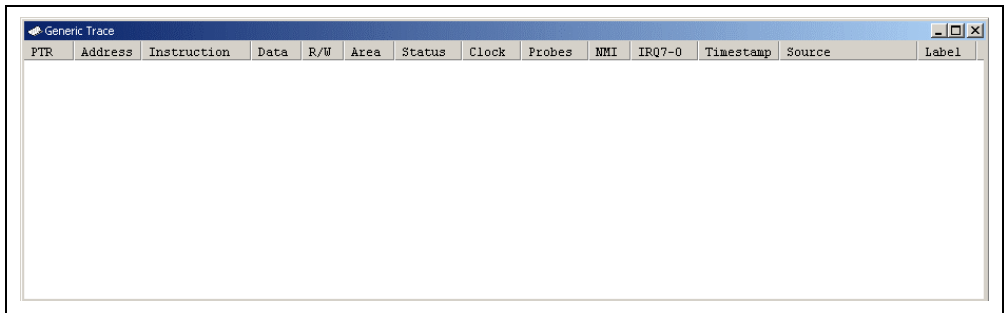 Generic Trace
PTR Address Instruction Data R/W Area Status Clock Probes NMI IRQ7-0 Timestamp Source Label